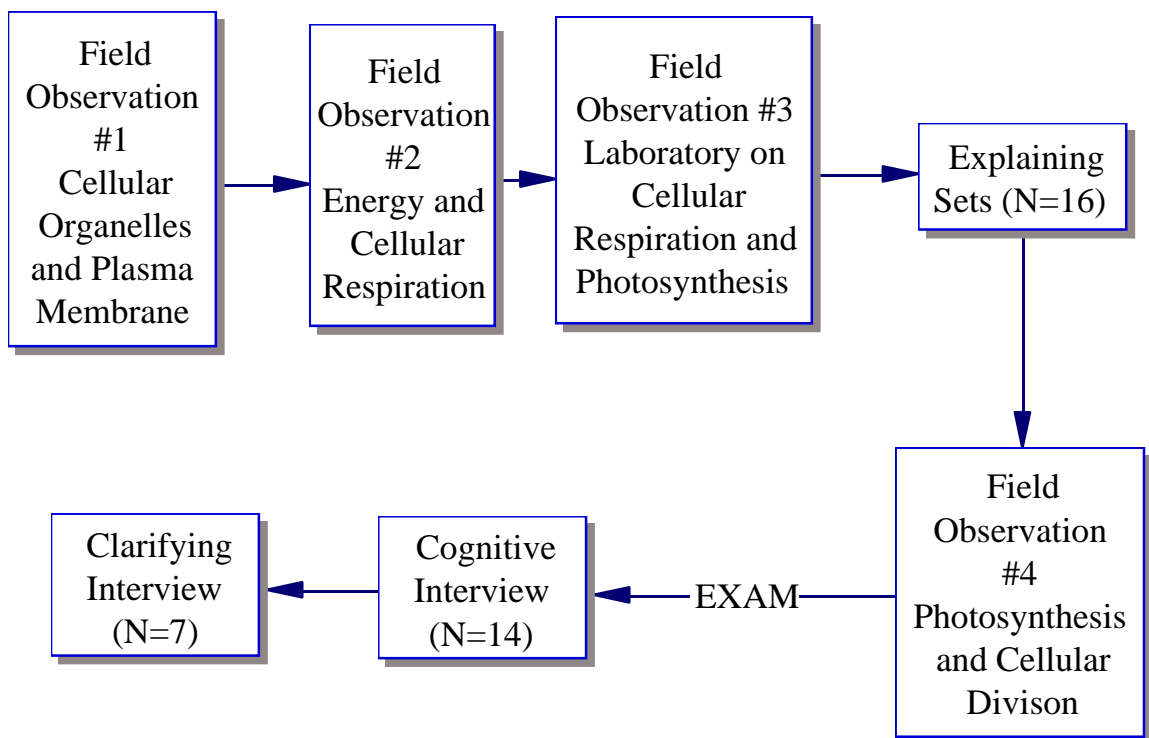 Field
Observation
#1
Cellular
Organelles
and Plasma
Membrane
Field
Observation
#2
Energy and
Cellular
Respiration
Field
Observation #3
Laboratory on
Cellular
Respiration and
Photosynthesis
Explaining
Sets (N=16)
Field
Observation
#4
Photosynthesis
and Cellular
Divison
EXAM
Cognitive
Interview
(N=14)
Clarifying
Interview
(N=7)